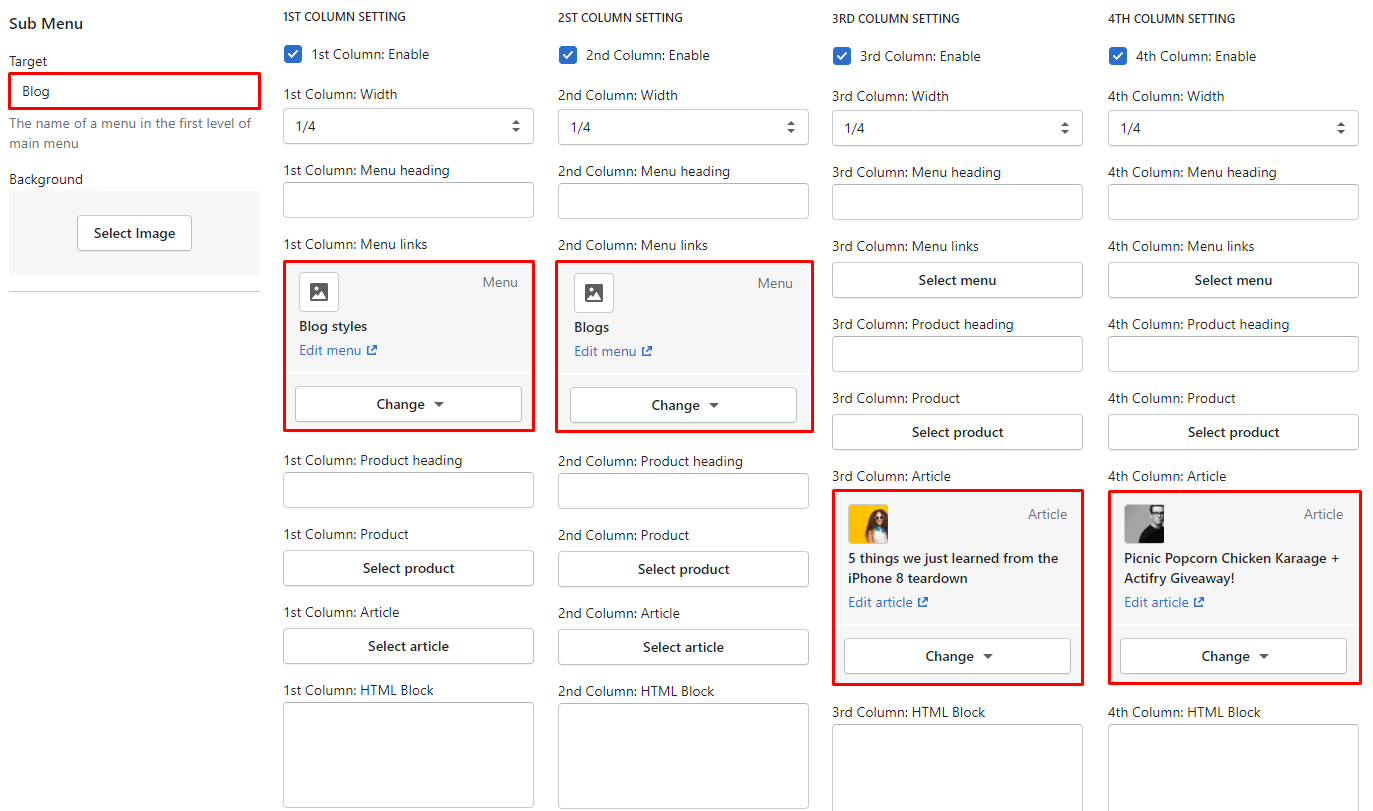 Sub Menu
Target
Blog
The name of a menu in the first level of
main menu
Background
Select Image
1ST COLUMN SETTING
1st Column: Enable
1st Column: Width
1/4
1st Column: Menu heading
1st Column: Menu links
Menu
Blog styles
Edit menu
Change
1st Column: Product heading
1st Column: Product
Select product
1st Column: Article
Select article
1st Column: HTML Block
2ST COLUMN SETTING
2nd Column: Enable
2nd Column: Width
1/4
2nd Column: Menu heading
2nd Column: Menu links
Menu
Blogs
Edit menu
Change
2nd Column: Product heading
2nd Column: Product
Select product
2nd Column: Article
Select article
2nd Column: HTML Block
3RD COLUMN SETTING
3rd Column: Enable
3rd Column: Width
1/4
3rd Column: Menu heading
3rd Column: Menu links
Select menu
3rd Column: Product heading
3rd Column: Product
Select product
3rd Column: Article
Article
5 things we just learned from the
iPhone 8 teardown
Edit article
Change
3rd Column: HTML Block
4TH COLUMN SETTING
4th Column: Enable
4th Column: Width
1/4
4th Column: Menu heading
4th Column: Menu links
Select menu
4th Column: Product heading
4th Column: Product
Select product
4th Column: Article
Article
Picnic Popcorn Chicken Karaage +
Actifry Giveaway!
Edit article
Change
4th Column: HTML Block